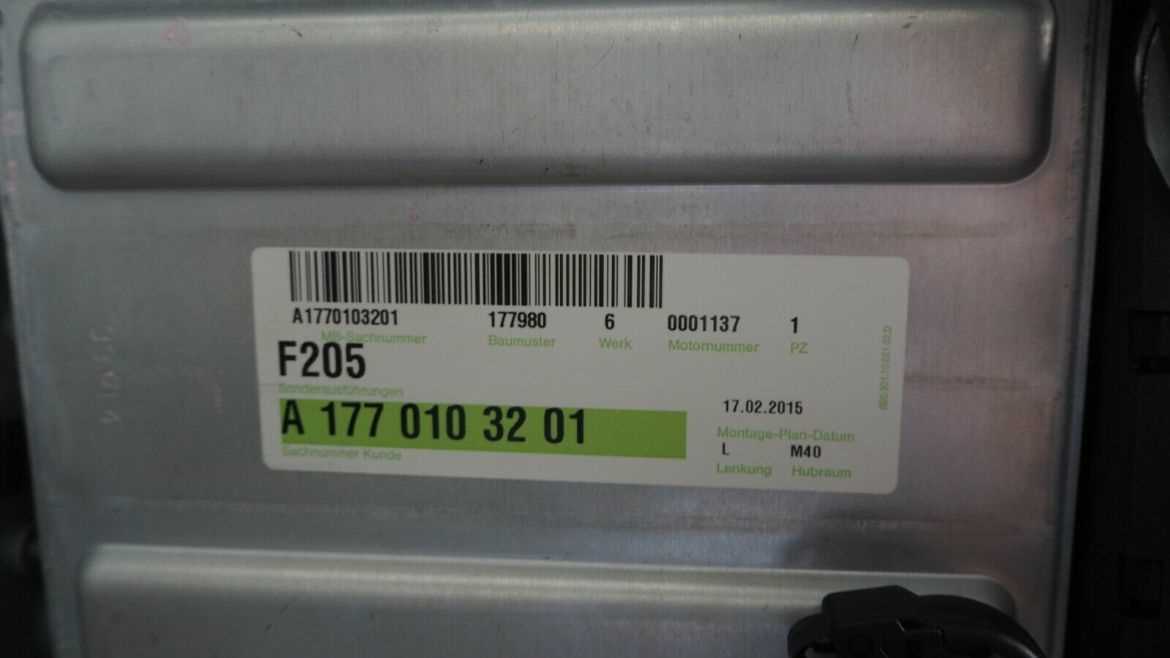 A1770103201 177980 6 0001137 1
MB-Sachnummer Baumuster Werk Motornummer PZ
F205
Sonderausführungen
A 177 010 32 01
Sachnummer Kunde
17.02.2015
Montage-Plan-Datum
L M40
Lenkung Hubraum